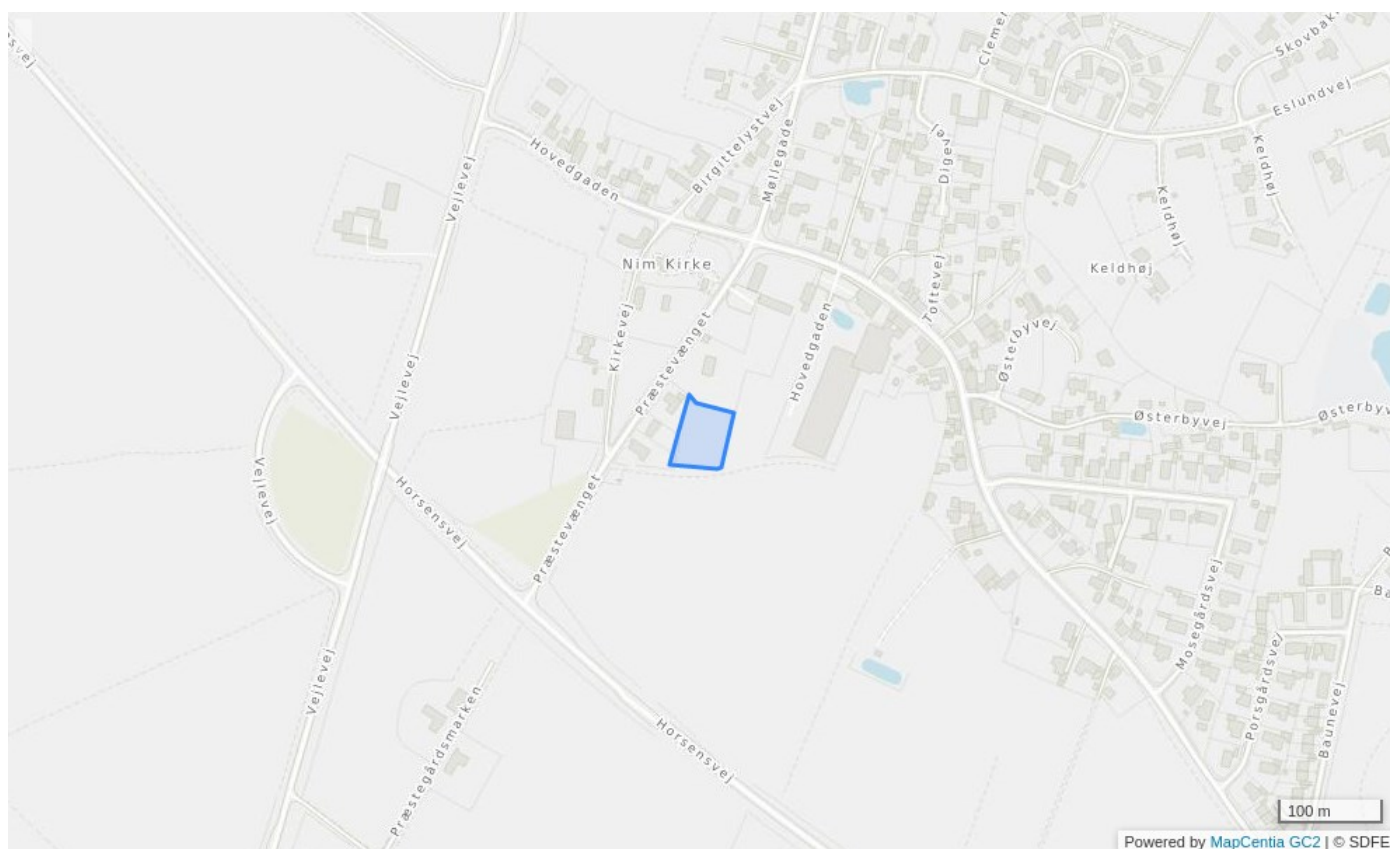 Clemen
Skovbak
Eslundvej
Birgittelystvej
Møllegade
Digevej
Keldhøj
Keldhøj
Vejlevej
Hovedgaden
Nim Kirke
Keldhøj
Kirkevej
Præstevænget
Hovedgaden
Toftevej
Østerbyvej
Vejlevej
Østerbyvej
Østerbyv
Vejlevej
Horsensvej
Præstevænget
Mosegårdsvej
Vejlevej
Præstegårdsmarken
Horsensvej
Porsgårdsvej
Baunevej
100 m
Powered by MapCentia GC2 | © SDFE